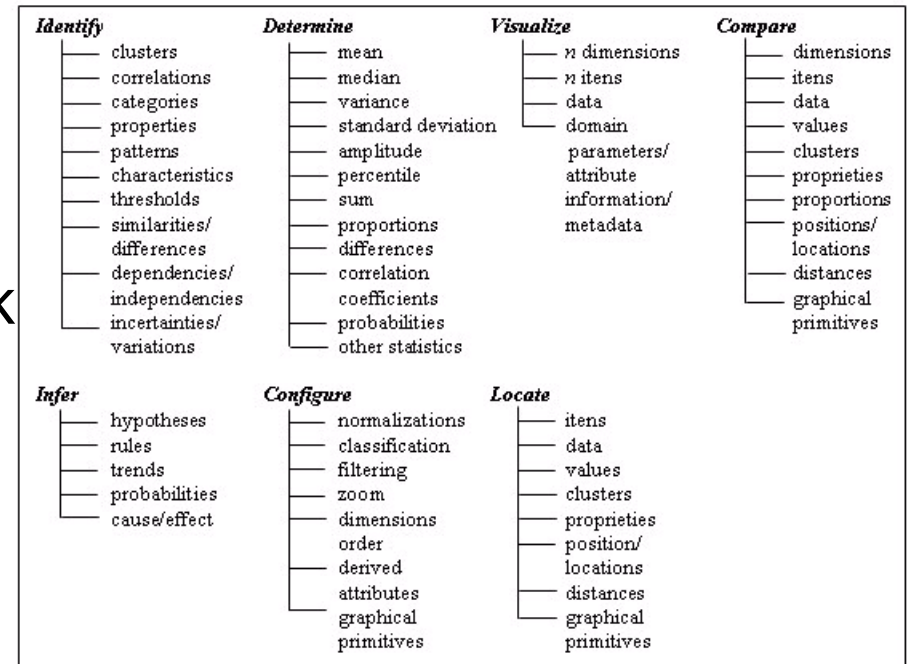 Identify
clusters
correlations
categories
properties
patterns
characteristics
thresholds
similarities/
differences
dependencies/
independencies
incertainties/
variations
Determine
mean
median
variance
standard deviation
amplitude
percentile
sum
proportions
differences
correlation
coefficients
probabilities
other statistics
Visualize
n dimensions
n itens
data
domain
parameters/
attribute
information/
metadata
Compare
dimensions
itens
data
values
clusters
proprieties
proportions
positions/
locations
distances
graphical
primitives
Infer
hypotheses
rules
trends
probabilities
cause/effect
Configure
normalizations
classification
filtering
zoom
dimensions
order
derived
attributes
graphical
primitives
Locate
itens
data
values
clusters
proprieties
position/
locations
distances
graphical
primitives